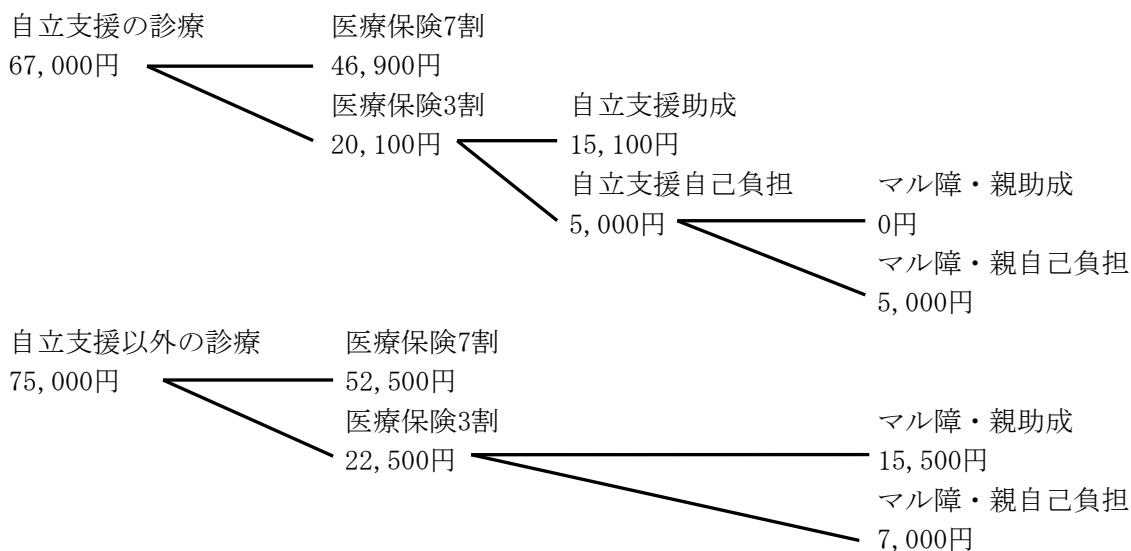 自立支援の診療 医療保険7割
67,000円 46,900円
医療保険3割 自立支援助成
20,100円 15,100円
自立支援自己負担 マル障・親助成
5,000円 0円
マル障・親自己負担
5,000円
自立支援以外の診療 医療保険7割
75,000円 52,500円
医療保険3割 マル障・親助成
22,500円 15,500円
マル障・親自己負担
7,000円